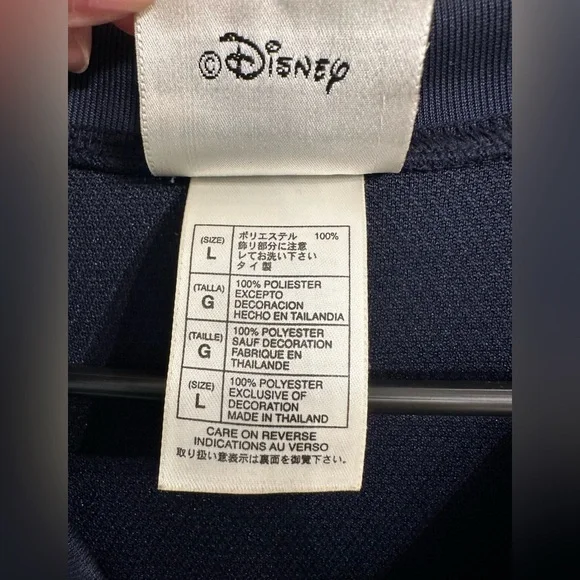 ©Disney
(SIZE)
L
ポリエステル 100%
飾り部分に注意
レてお洗い下さい
タイ製
(TALLA)
G
100% POLIESTER
EXCEPTO
DECORACION
HECHO EN TAILANDIA
(TAILLE)
G
100% POLYESTER
SAUF DECORATION
FABRIQUE EN
THAILANDE
(SIZE)
L
100% POLYESTER
EXCLUSIVE OF
DECORATION
MADE IN THAILAND
CARE ON REVERSE
INDICATIONS AU VERSO
取り扱い意表示は裏面を御覧下さい。